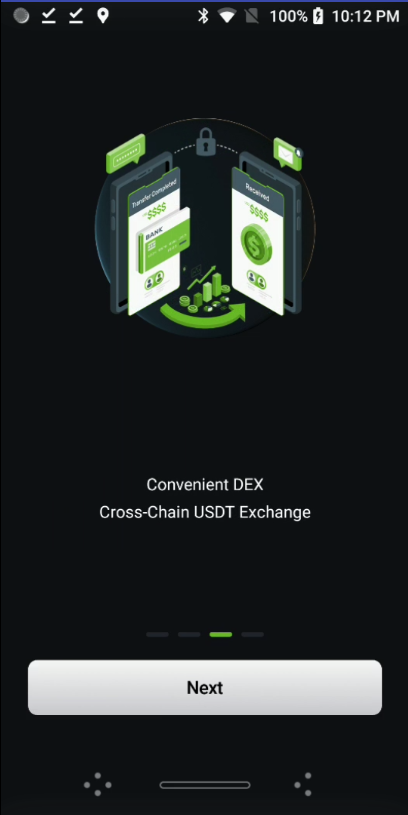 100% 10:12 PM
Transfer Completed
$$$$
BANK
Received
$$$$
$
Convenient DEX
Cross-Chain USDT Exchange
Next